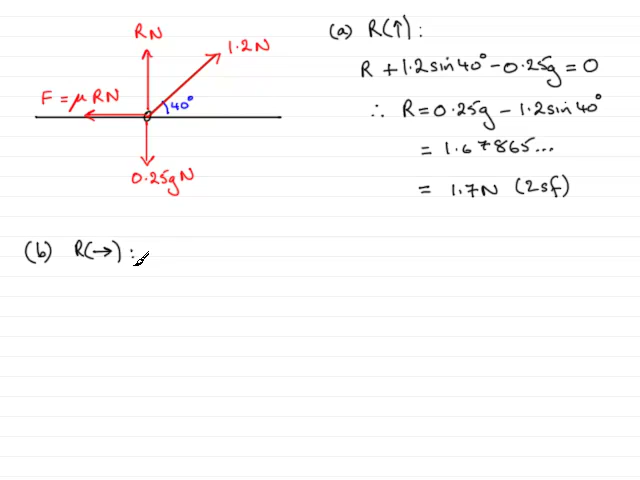 RN
1.2N
F = μRN
40°
0.25gN
(a) R(↑) :
R + 1.2sin40° - 0.25g = 0
∴ R = 0.25g - 1.2sin40°
= 1.67865...
= 1.7N (2sf)
(b) R(→) :